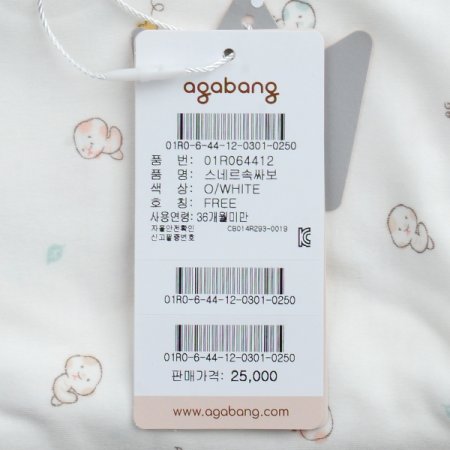 agabang
01R0-6-44-12-0301-0250
품 번: 01R064412
품 명: 스네르속싸보
색 상: O/WHITE
호 칭: FREE
사용연령: 36개월미만
자율안전확인
신고필증번호 CB014R293-0019
01R0-6-44-12-0301-0250
01R0-6-44-12-0301-0250
판매가격: 25,000
www.agabang.com